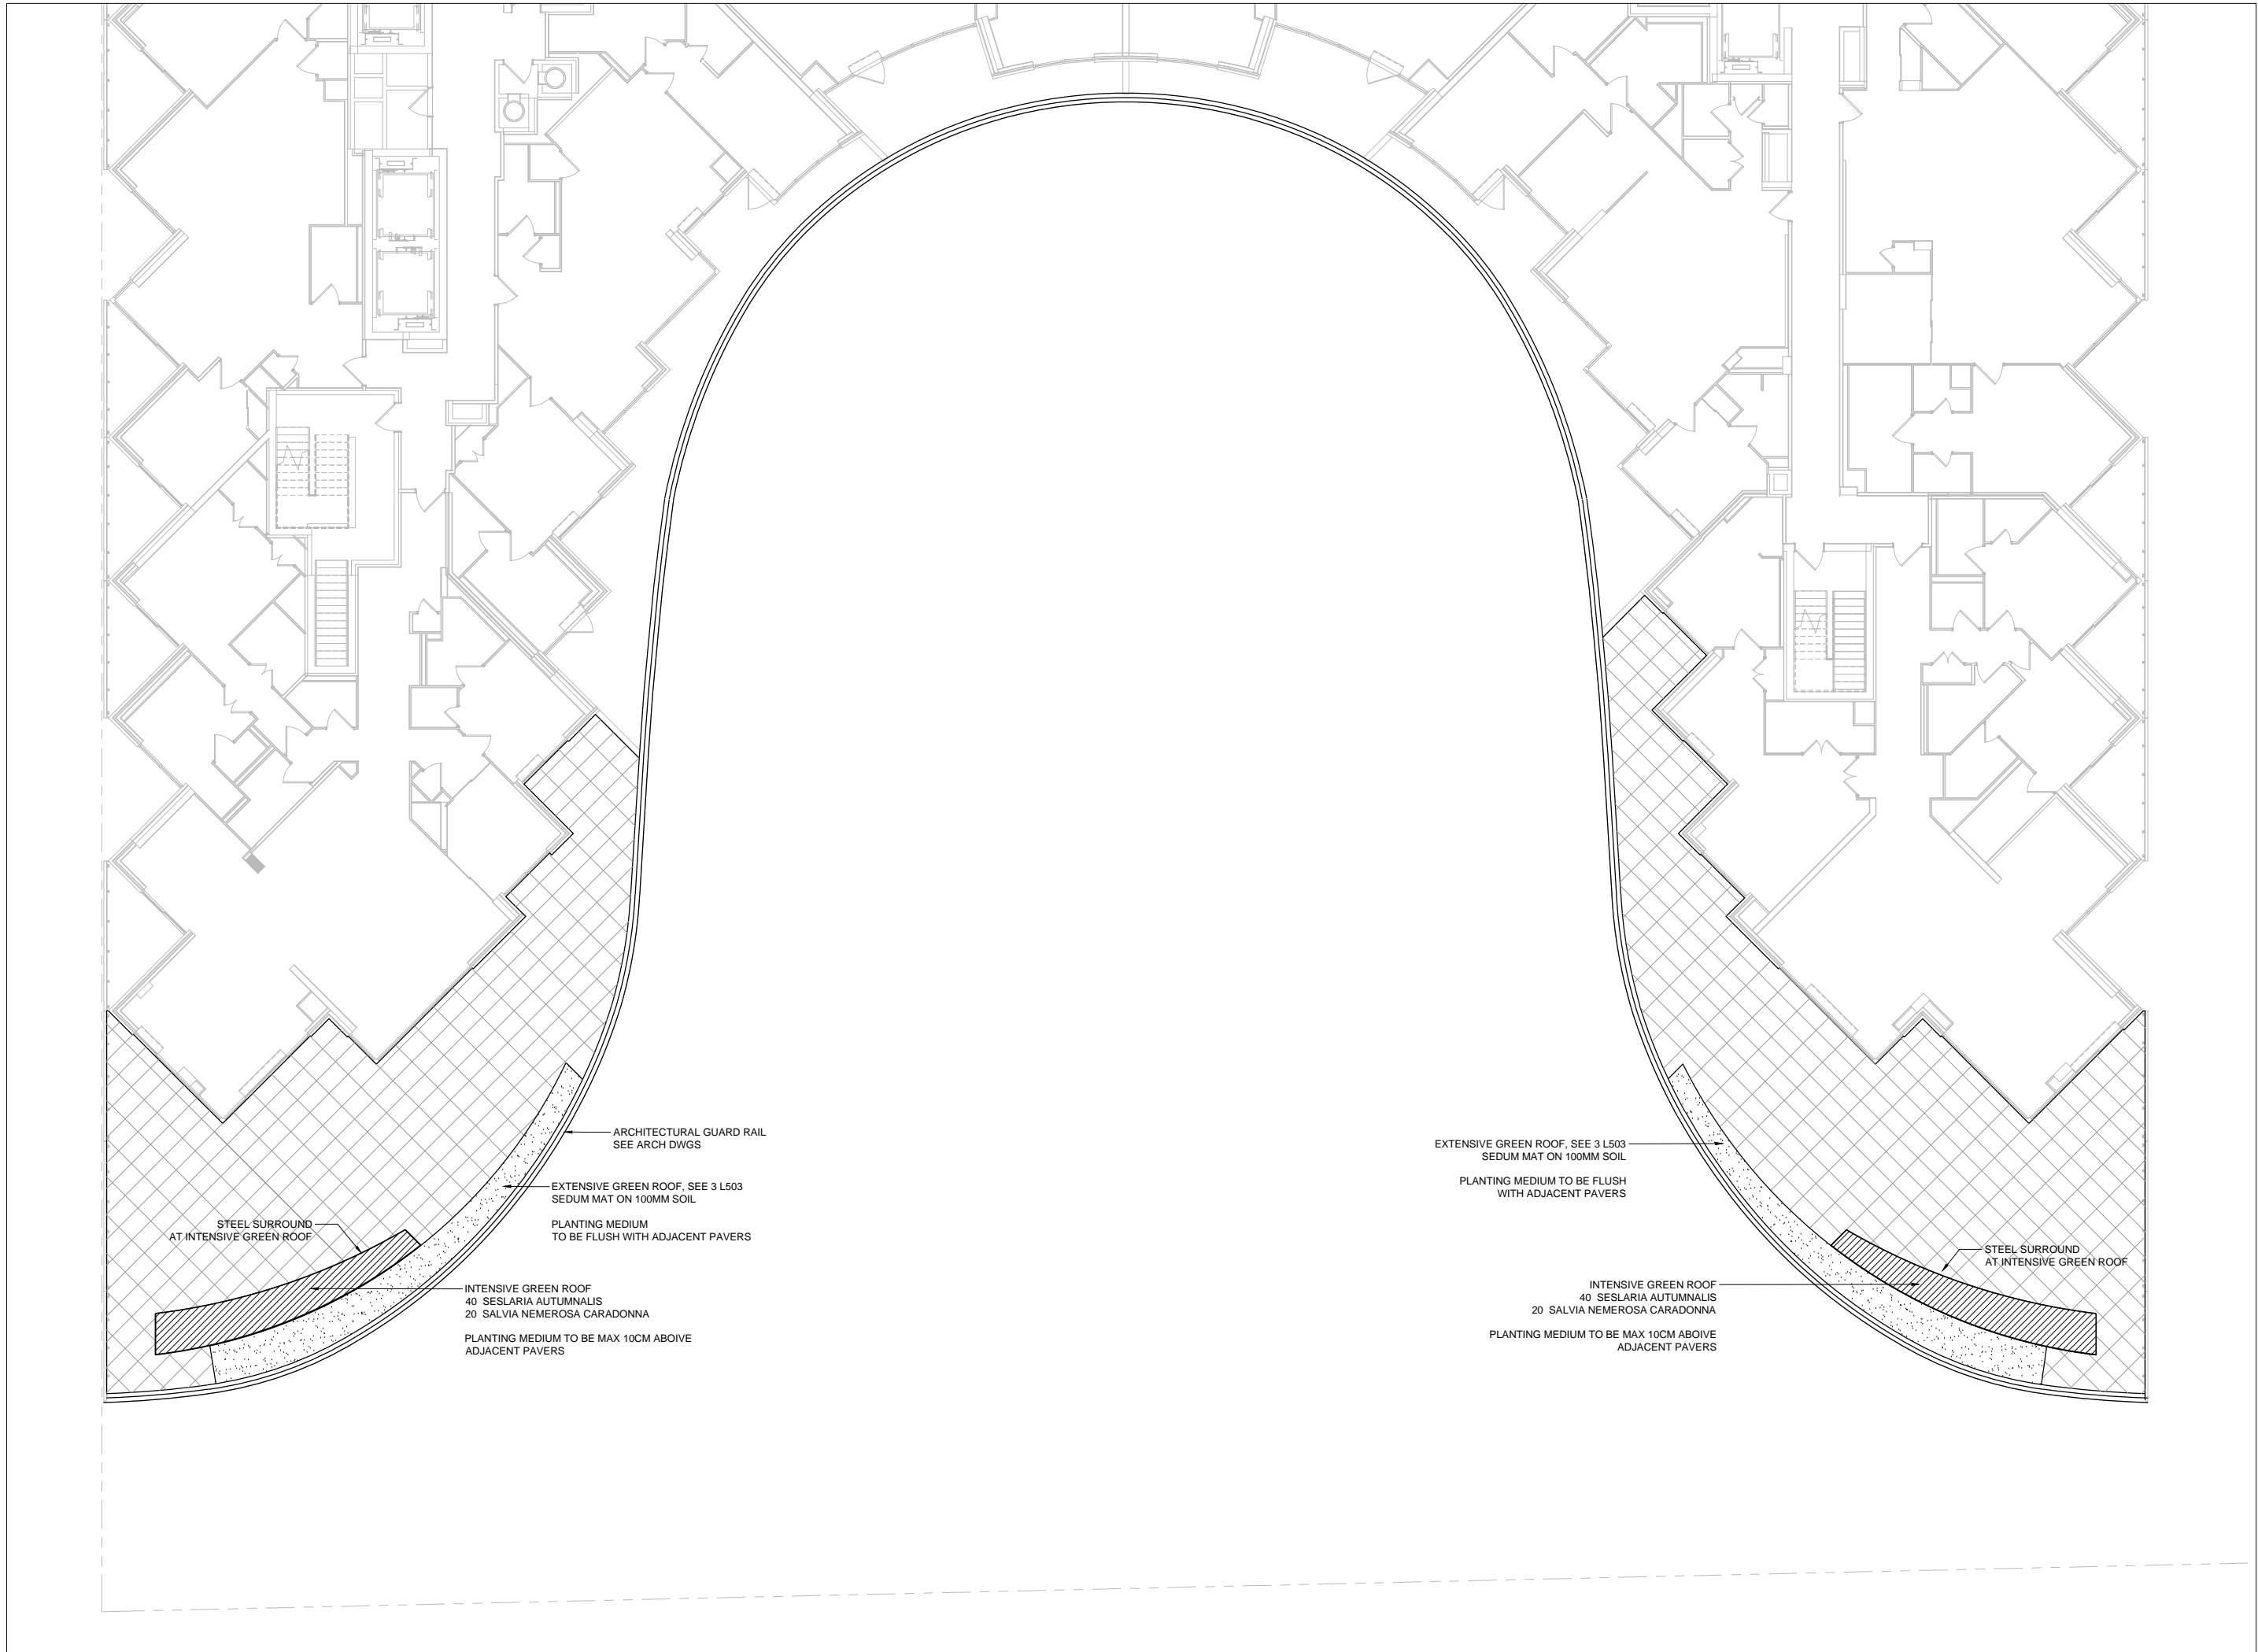 ARCHITECTURAL GUARD RAIL
SEE ARCH DWGS
EXTENSIVE GREEN ROOF, SEE 3 L503
SEDUM MAT ON 100MM SOIL
PLANTING MEDIUM
TO BE FLUSH WITH ADJACENT PAVERS
STEEL SURROUND
AT INTENSIVE GREEN ROOF
INTENSIVE GREEN ROOF
40 SESLARIA AUTUMNALIS
20 SALVIA NEMEROSA CARADONNA
PLANTING MEDIUM TO BE MAX 10CM ABOIVE
ADJACENT PAVERS
EXTENSIVE GREEN ROOF, SEE 3 L503
SEDUM MAT ON 100MM SOIL
PLANTING MEDIUM TO BE FLUSH
WITH ADJACENT PAVERS
STEEL SURROUND
AT INTENSIVE GREEN ROOF
INTENSIVE GREEN ROOF
40 SESLARIA AUTUMNALIS
20 SALVIA NEMEROSA CARADONNA
PLANTING MEDIUM TO BE MAX 10CM ABOIVE
ADJACENT PAVERS